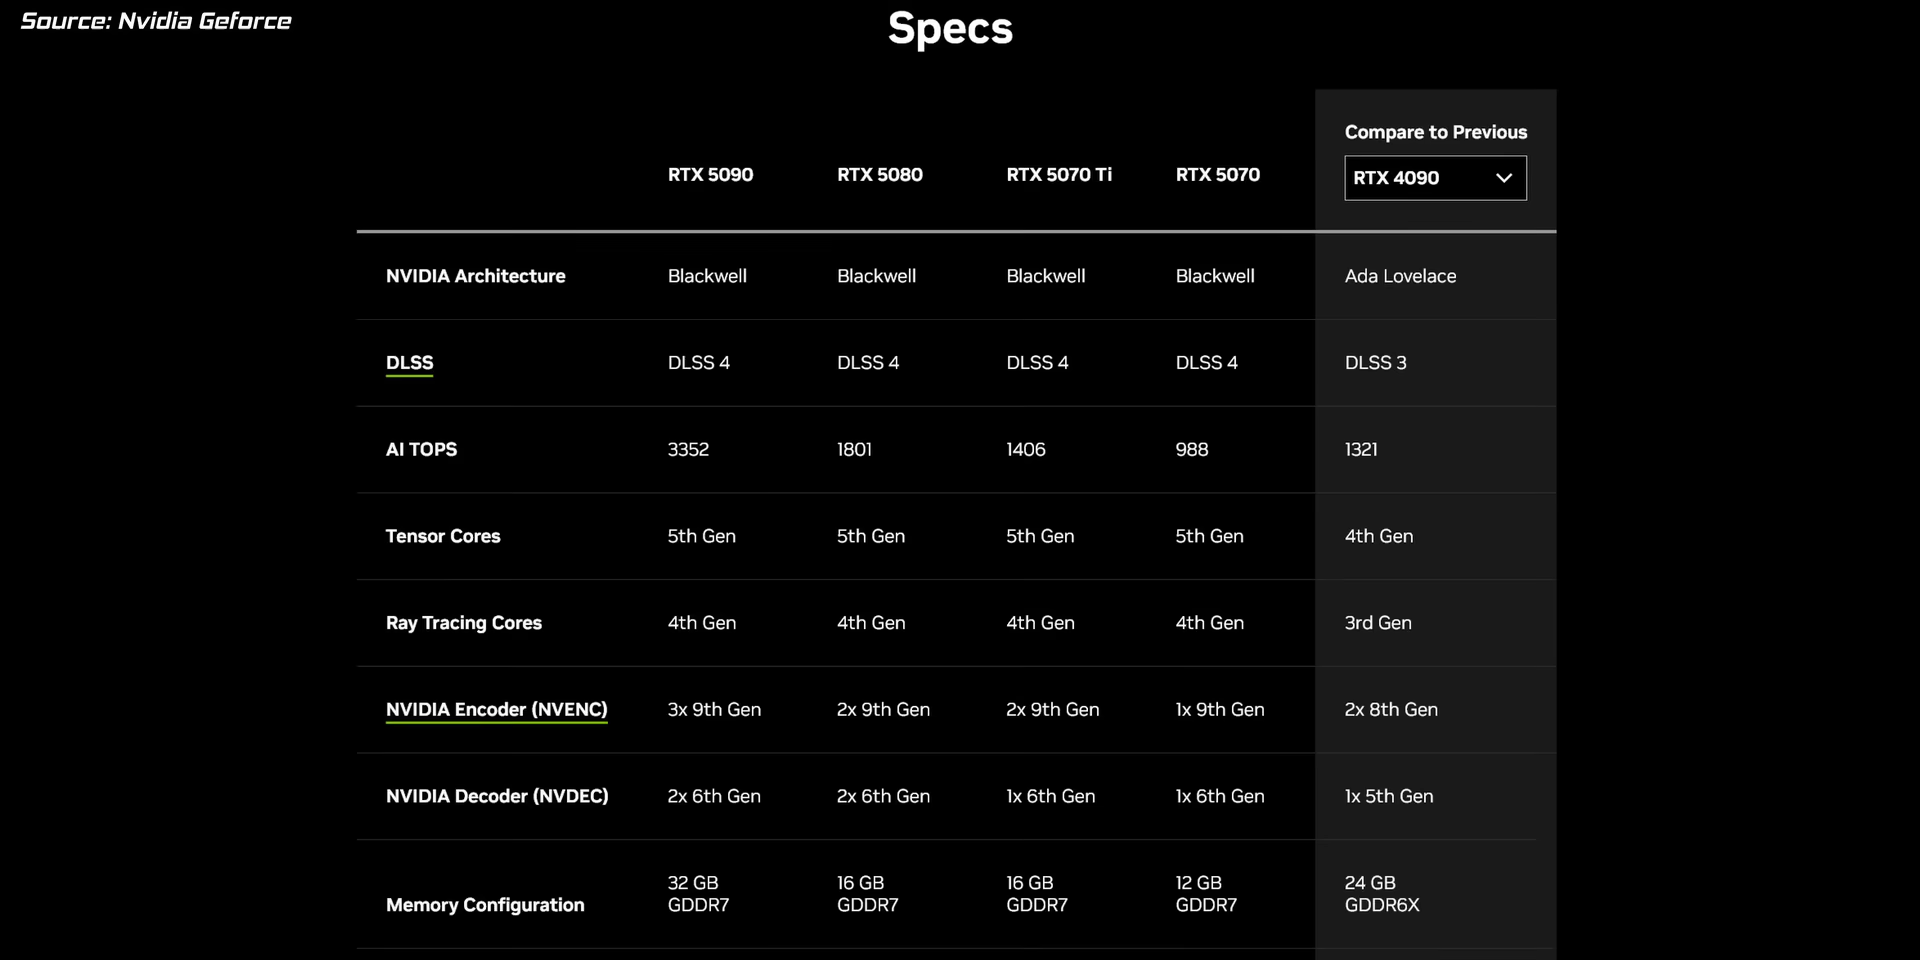 Source: Nvidia Geforce
Specs
Compare to Previous
RTX 5090 RTX 5080 RTX 5070 Ti RTX 5070 RTX 4090
NVIDIA Architecture Blackwell Blackwell Blackwell Blackwell Ada Lovelace
DLSS DLSS 4 DLSS 4 DLSS 4 DLSS 4 DLSS 3
AI TOPS 3352 1801 1406 988 1321
Tensor Cores 5th Gen 5th Gen 5th Gen 5th Gen 4th Gen
Ray Tracing Cores 4th Gen 4th Gen 4th Gen 4th Gen 3rd Gen
NVIDIA Encoder (NVENC) 3x 9th Gen 2x 9th Gen 2x 9th Gen 1x 9th Gen 2x 8th Gen
NVIDIA Decoder (NVDEC) 2x 6th Gen 2x 6th Gen 1x 6th Gen 1x 6th Gen 1x 5th Gen
32 GB 16 GB 16 GB 12 GB 24 GB
Memory Configuration GDDR7 GDDR7 GDDR7 GDDR7 GDDR6X